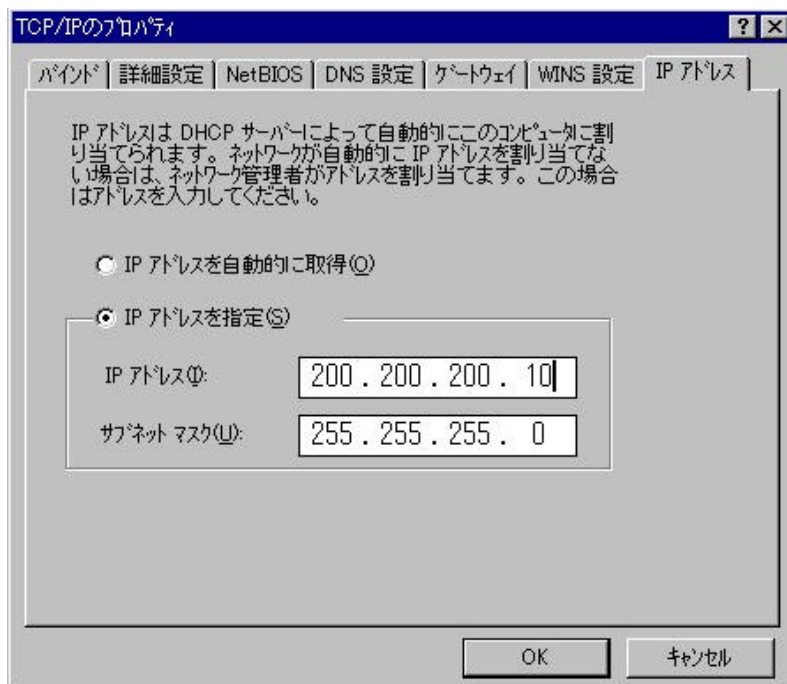 TCP/IPのﾌﾟﾛﾊﾟﾃｨ
ﾊﾞｲﾝﾄﾞ 詳細設定 NetBIOS DNS 設定 ｹﾞｰﾄｳｪｲ WINS 設定 IP ｱﾄﾞﾚｽ
IP ｱﾄﾞﾚｽは DHCP ｻｰﾊﾞｰによって自動的にこのｺﾝﾋﾟｭｰﾀに割
り当てられます。ﾈｯﾄﾜｰｸが自動的に IP ｱﾄﾞﾚｽを割り当てな
い場合は、ﾈｯﾄﾜｰｸ管理者がｱﾄﾞﾚｽを割り当てます。この場合
はｱﾄﾞﾚｽを入力してください。
IP ｱﾄﾞﾚｽを自動的に取得(O)
IP ｱﾄﾞﾚｽを指定(S)
IP ｱﾄﾞﾚｽ(I): 200 . 200 . 200 . 10
ｻﾌﾞﾈｯﾄ ﾏｽｸ(U): 255 . 255 . 255 . 0
OK ｷｬﾝｾﾙ